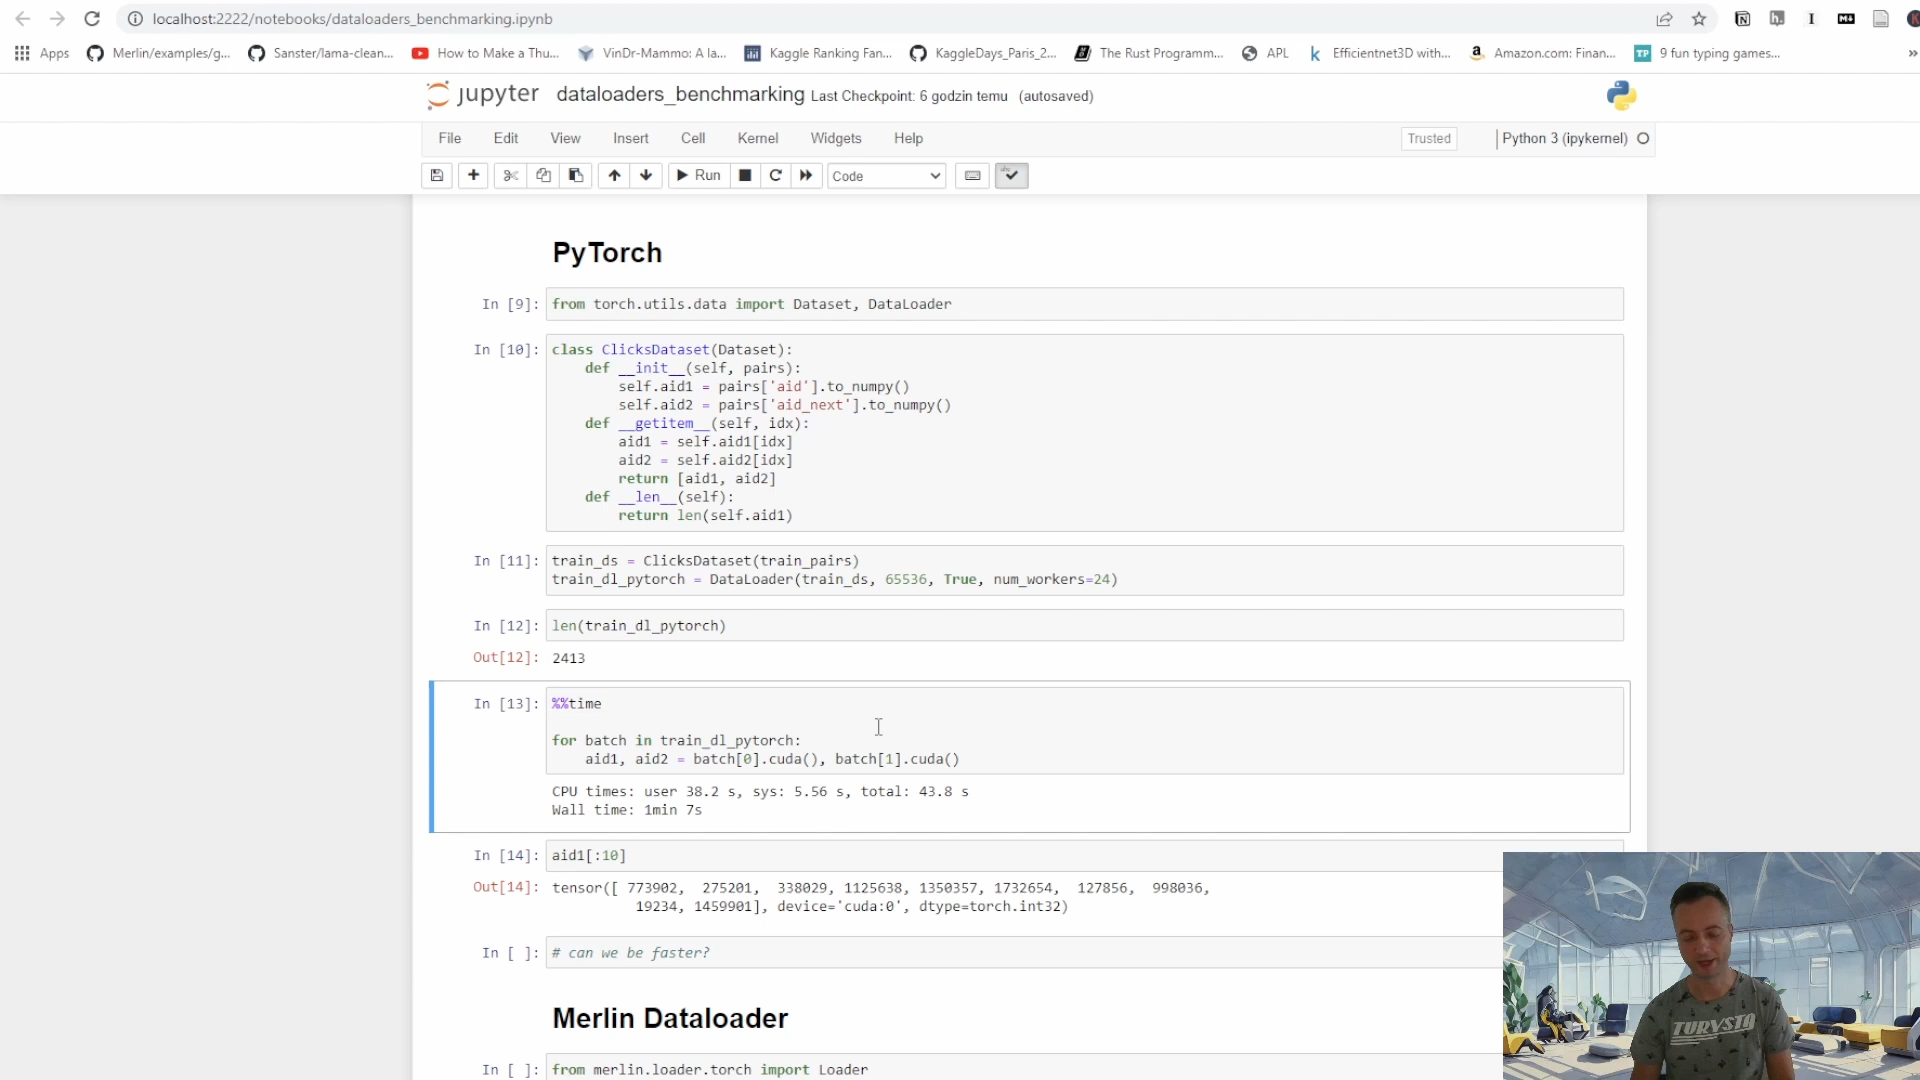 localhost:2222/notebooks/dataloaders_benchmarking.ipynb
Apps Merlin/examples/g... Sanster/lama-clean... How to Make a Thu... VinDr-Mammo: A la... Kaggle Ranking Fan... KaggleDays_Paris_2... The Rust Programm... APL Efficientnet3D with... Amazon.com: Finan... TP 9 fun typing games... »
jupyter dataloaders_benchmarking Last Checkpoint: 6 godzin temu (autosaved)
File Edit View Insert Cell Kernel Widgets Help Trusted Python 3 (ipykernel)
Run Code
PyTorch
In [9]: from torch.utils.data import Dataset, DataLoader
In [10]: class ClicksDataset(Dataset):
def __init__(self, pairs):
self.aid1 = pairs['aid'].to_numpy()
self.aid2 = pairs['aid_next'].to_numpy()
def __getitem__(self, idx):
aid1 = self.aid1[idx]
aid2 = self.aid2[idx]
return [aid1, aid2]
def __len__(self):
return len(self.aid1)
In [11]: train_ds = ClicksDataset(train_pairs)
train_dl_pytorch = DataLoader(train_ds, 65536, True, num_workers=24)
In [12]: len(train_dl_pytorch)
Out[12]: 2413
In [13]: %%time
for batch in train_dl_pytorch:
aid1, aid2 = batch[0].cuda(), batch[1].cuda()
CPU times: user 38.2 s, sys: 5.56 s, total: 43.8 s
Wall time: 1min 7s
In [14]: aid1[:10]
Out[14]: tensor([ 773902, 275201, 338029, 1125638, 1350357, 1732654, 127856, 998036,
19234, 1459901], device='cuda:0', dtype=torch.int32)
In [ ]: # can we be faster?
Merlin Dataloader
In [ ]: from merlin.loader.torch import Loader
TURYSTA